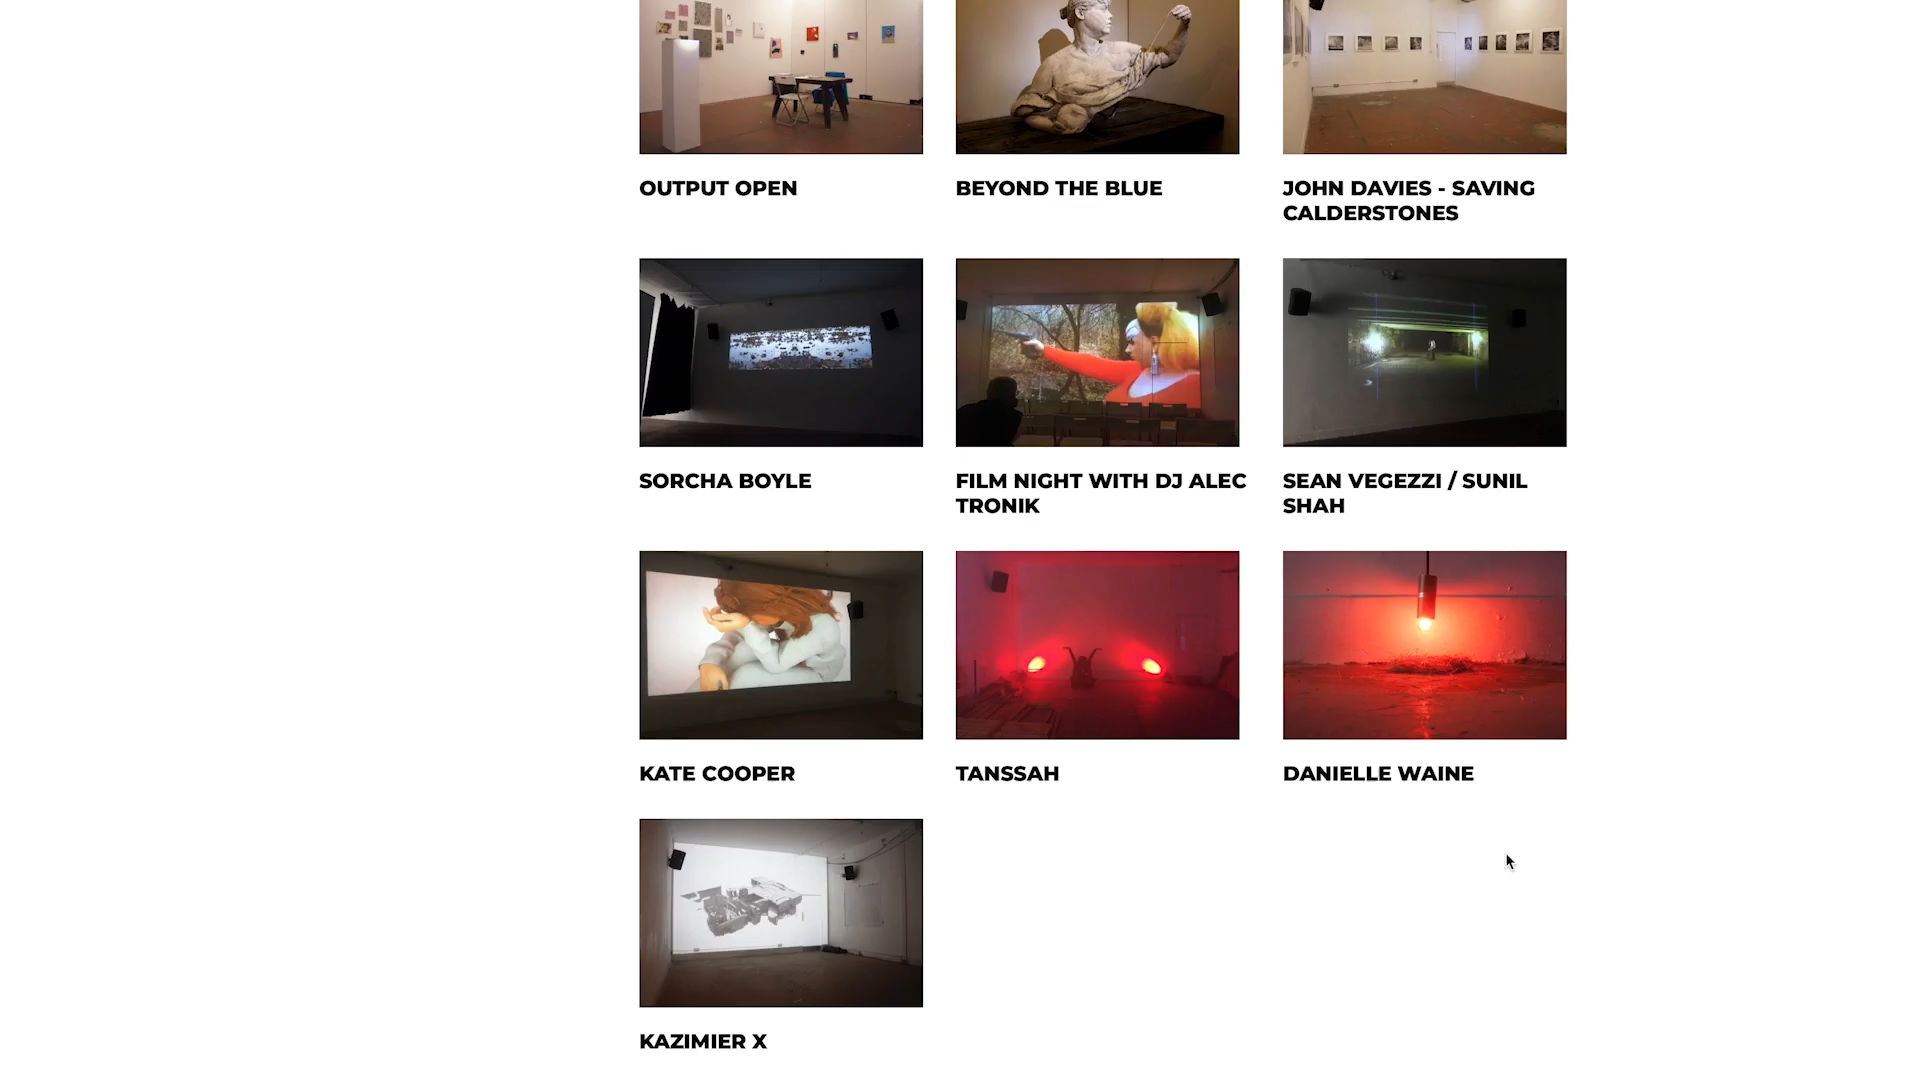 OUTPUT OPEN
BEYOND THE BLUE
JOHN DAVIES - SAVING
CALDERSTONES
SORCHA BOYLE
FILM NIGHT WITH DJ ALEC
TRONIK
SEAN VEGEZZI / SUNIL
SHAH
KATE COOPER
TANSSAH
DANIELLE WAINE
KAZIMIER X